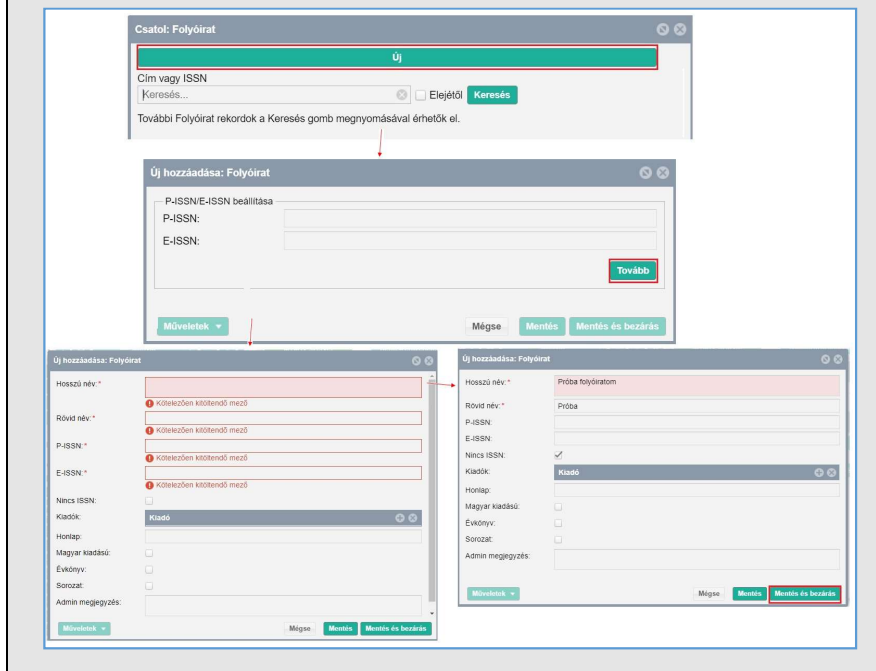 Csatol: Folyóirat
Új
Cím vagy ISSN
Keresés...
Elejétől
Keresés
További Folyóirat rekordok a Keresés gomb megnyomásával érhetők el.
Új hozzáadása: Folyóirat
P-ISSN/E-ISSN beállítása
P-ISSN:
E-ISSN:
Tovább
Műveletek
Mégse
Mentés
Mentés és bezárás
Új hozzáadása: Folyóirat
Hosszú név:*
Kötelezően kitöltendő mező
Rövid név:*
Kötelezően kitöltendő mező
P-ISSN:*
Kötelezően kitöltendő mező
E-ISSN:*
Kötelezően kitöltendő mező
Nincs ISSN:
Kiadók:
Kiadó
Honlap:
Magyar kiadású:
Évkönyv:
Sorozat:
Admin megjegyzés:
Műveletek
Mégse
Mentés
Mentés és bezárás
Új hozzáadása: Folyóirat
Hosszú név:*
Próba folyóiratom
Rövid név:*
Próba
P-ISSN:
E-ISSN:
Nincs ISSN:
Kiadók:
Kiadó
Honlap:
Magyar kiadású:
Évkönyv:
Sorozat:
Admin megjegyzés:
Műveletek
Mégse
Mentés
Mentés és bezárás